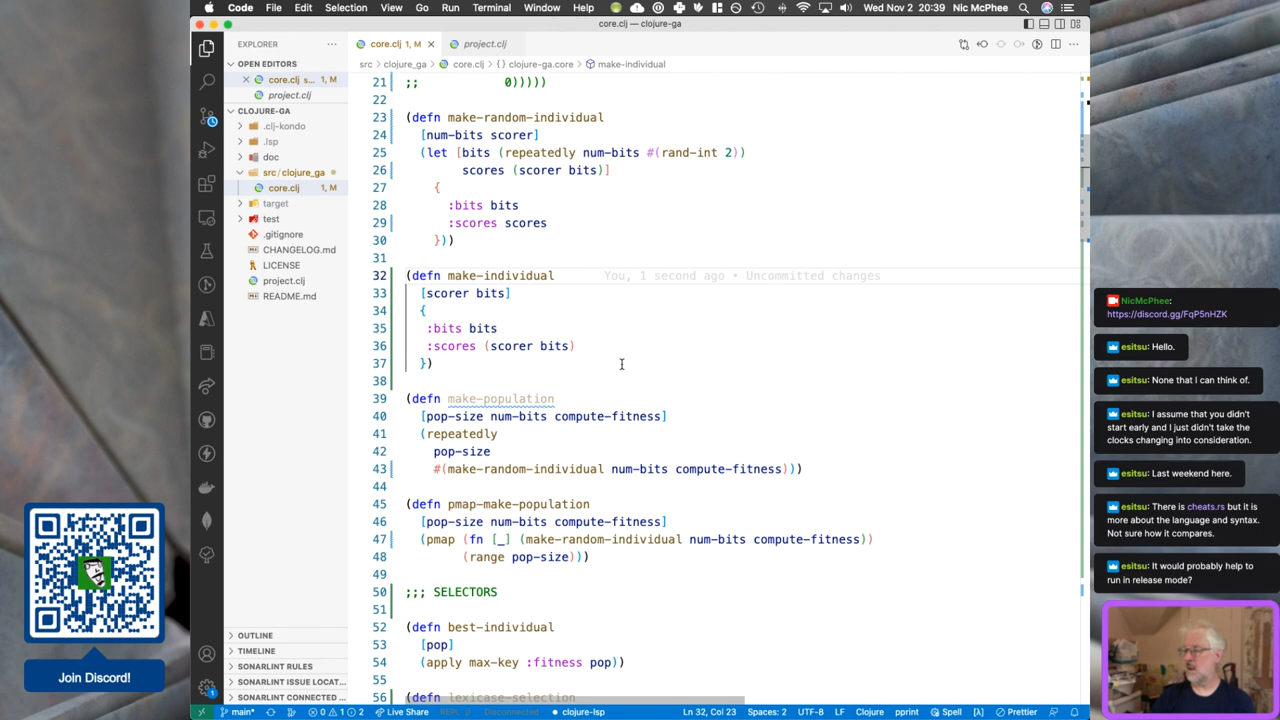 Code File Edit Selection View Go Run Terminal Window Help Wed Nov 2 20:39 Nic McPhee
core.clj — clojure-ga
EXPLORER
OPEN EDITORS
core.clj s... 1, M
project.clj
CLOJURE-GA
.clj-kondo
.lsp
doc
src / clojure_ga
core.clj 1, M
target
test
.gitignore
CHANGELOG.md
LICENSE
project.clj
README.md
OUTLINE
TIMELINE
SONARLINT RULES
SONARLINT ISSUE LOCAT...
SONARLINT CONNECTED ...
core.clj 1, M project.clj
src > clojure_ga > core.clj > {} clojure-ga.core > make-individual
21 ;; 0)))))
22
23 (defn make-random-individual
24 [num-bits scorer]
25 (let [bits (repeatedly num-bits #(rand-int 2))
26 scores (scorer bits)]
27 {
28 :bits bits
29 :scores scores
30 }))
31
32 (defn make-individual You, 1 second ago • Uncommitted changes
33 [scorer bits]
34 {
35 :bits bits
36 :scores (scorer bits)
37 })
38
39 (defn make-population
40 [pop-size num-bits compute-fitness]
41 (repeatedly
42 pop-size
43 #(make-random-individual num-bits compute-fitness)))
44
45 (defn pmap-make-population
46 [pop-size num-bits compute-fitness]
47 (pmap (fn [_] (make-random-individual num-bits compute-fitness))
48 (range pop-size)))
49
50 ;;; SELECTORS
51
52 (defn best-individual
53 [pop]
54 (apply max-key :fitness pop))
55
56 (defn lexicase-selection
main* 0 1 2 Live Share REPL Disconnected clojure-lsp Ln 32, Col 23 Spaces: 2 UTF-8 LF Clojure pprint Spell [λ] Prettier
Join Discord!
NicMcPhee:
https://discord.gg/FqP5nHZK
esitsu: Hello.
esitsu: None that I can think of.
esitsu: I assume that you didn't
start early and I just didn't take the
clocks changing into consideration.
esitsu: Last weekend here.
esitsu: There is cheats.rs but it is
more about the language and syntax.
Not sure how it compares.
esitsu: It would probably help to
run in release mode?